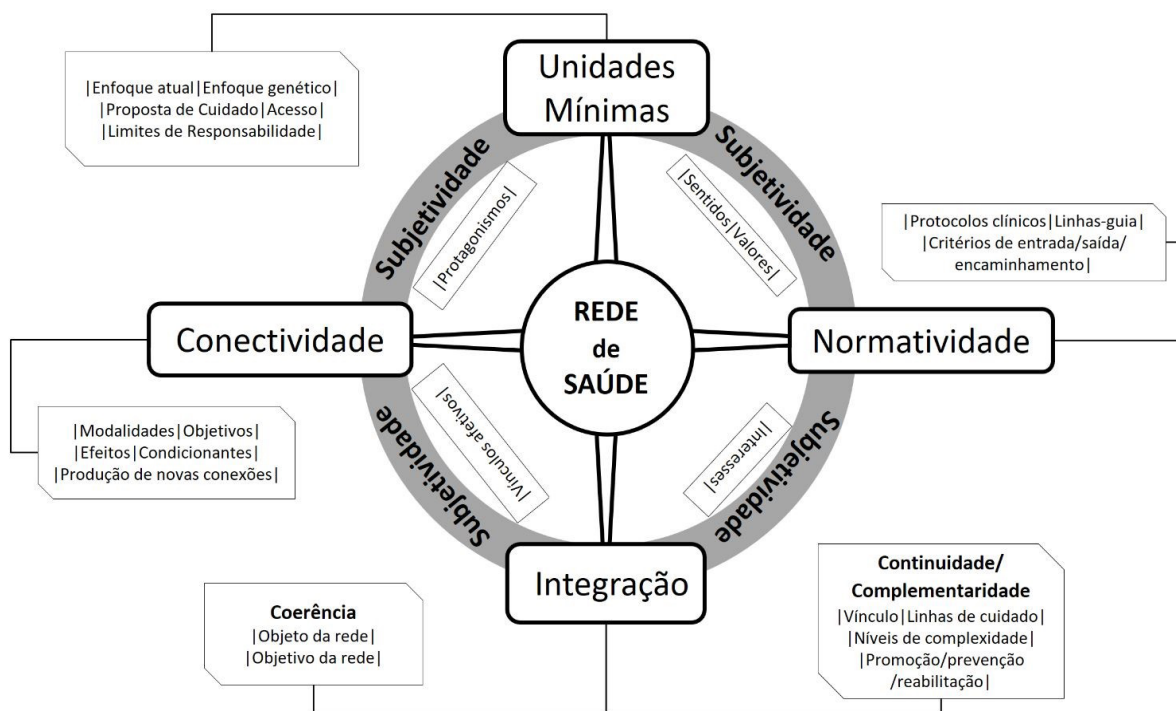 Unidades
Mínimas
|Enfoque atual|Enfoque genético|
|Proposta de Cuidado|Acesso|
|Limites de Responsabilidade|
Subjetividade
Subjetividade
|Protagonismos|
|Sentidos|Valores|
|Protocolos clínicos|Linhas-guia|
|Critérios de entrada/saída/
encaminhamento|
Conectividade
REDE
de
SAÚDE
Normatividade
|Modalidades|Objetivos|
|Efeitos|Condicionantes|
|Produção de novas conexões|
|Vínculos afetivos|
|Interesses|
Subjetividade
Subjetividade
Integração
Coerência
|Objeto da rede|
|Objetivo da rede|
Continuidade/
Complementaridade
|Vínculo|Linhas de cuidado|
|Níveis de complexidade|
|Promoção/prevenção
/reabilitação|